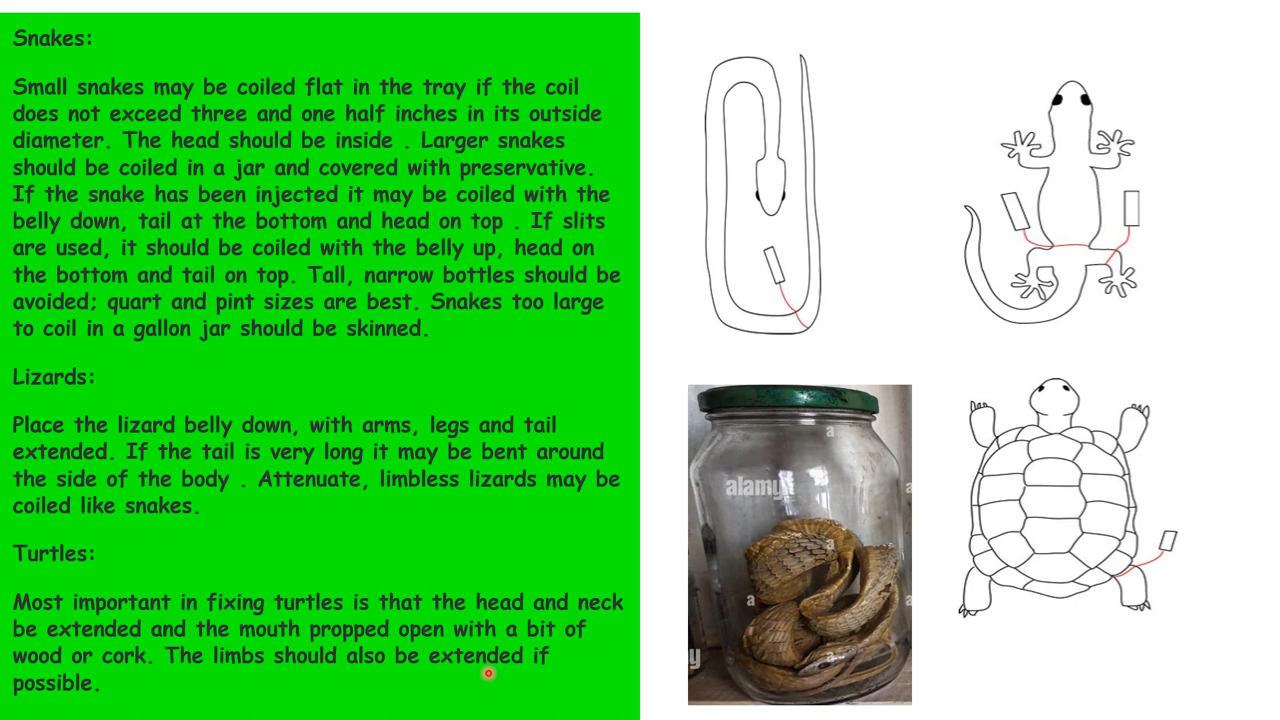 Snakes:
Small snakes may be coiled flat in the tray if the coil
does not exceed three and one half inches in its outside
diameter. The head should be inside . Larger snakes
should be coiled in a jar and covered with preservative.
If the snake has been injected it may be coiled with the
belly down, tail at the bottom and head on top . If slits
are used, it should be coiled with the belly up, head on
the bottom and tail on top. Tall, narrow bottles should be
avoided; quart and pint sizes are best. Snakes too large
to coil in a gallon jar should be skinned.
Lizards:
Place the lizard belly down, with arms, legs and tail
extended. If the tail is very long it may be bent around
the side of the body . Attenuate, limbless lizards may be
coiled like snakes.
Turtles:
Most important in fixing turtles is that the head and neck
be extended and the mouth propped open with a bit of
wood or cork. The limbs should also be extended if
possible.
a
alamy
a
a
a
a
a
y